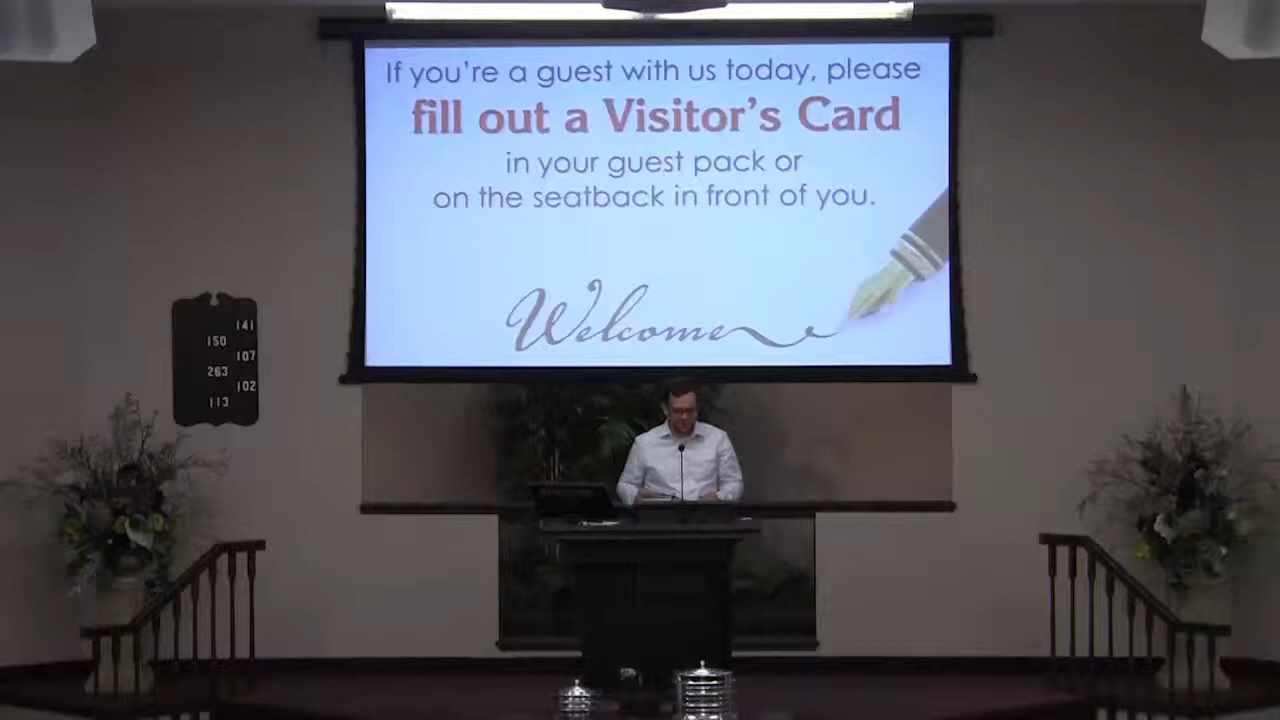 If you're a guest with us today, please
fill out a Visitor's Card
in your guest pack or
on the seatback in front of you.
Welcome
141
150
107
263
102
113